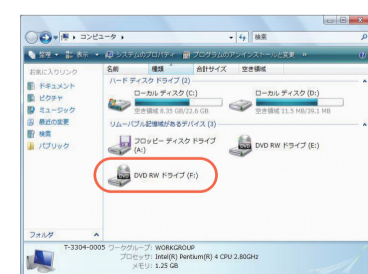 コンピュータ
検索
整理 表示 システムのプロパティ プログラムのアンインストールと変更 »
お気に入りリンク
ドキュメント
ピクチャ
ミュージック
最近の変更
検索
パブリック
フォルダ
名前 種類 合計サイズ 空き領域
ハード ディスク ドライブ (2)
ローカル ディスク (C:)
空き領域 6.35 GB/22.6 GB
ローカル ディスク (D:)
空き領域 11.5 MB/39.1 MB
リムーバブル記憶域があるデバイス (3)
フロッピー ディスク ドライブ
(A:)
DVD RW ドライブ (E:)
DVD RW ドライブ (F:)
T-3304-0005 ワークグループ: WORKGROUP
プロセッサ: Intel(R) Pentium(R) 4 CPU 2.80GHz
メモリ: 1.25 GB